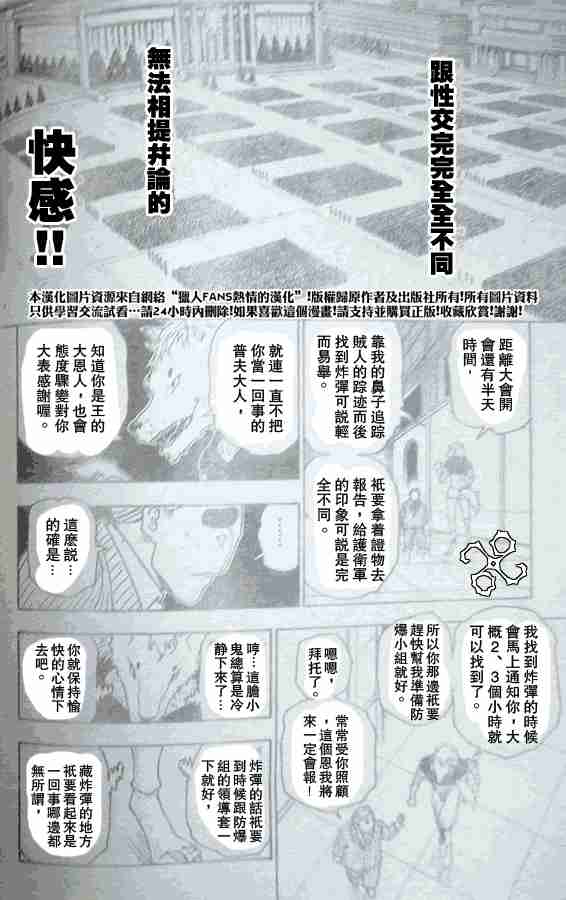 跟性交完完全全不同
無法相提并論的
快感!!
本漢化圖片資源來自網絡“獵人FANS熱情的漢化”!版權歸原作者及出版社所有!所有圖片資料
只供學習交流試看…請24小時內刪除!如果喜歡這個漫畫!請支持並購買正版!收藏欣賞!謝謝!
距離大會開
會還有半天
時間，
靠我的鼻子追踪
賊人的踪迹而後
找到炸彈可說輕
而易舉。
衹要拿着證物去
報告，給護衛軍
的印象可說是完
全不同。
就連一直不把
你當一回事的
普夫大人，
知道你是王的
大恩人，也會
態度驟變對你
大表感謝喔。
……
這麽說…
的確是…
我找到炸彈的時候
會馬上通知你，大
概2、3個小時就
可以找到了。
所以你那邊衹要
趕快幫我準備防
爆小組就好。
嗯嗯，
拜托了。
常常受你照顧
，這個恩我將
來一定會報！
哼…這膽小
鬼總算是冷
静下來了…
你就保持愉
快的心情下
去吧。
炸彈的話衹要
到時候跟防爆
組的領導套一
下就好，
藏炸彈的地方
衹要看起來是
一回事哪邊都
無所謂，